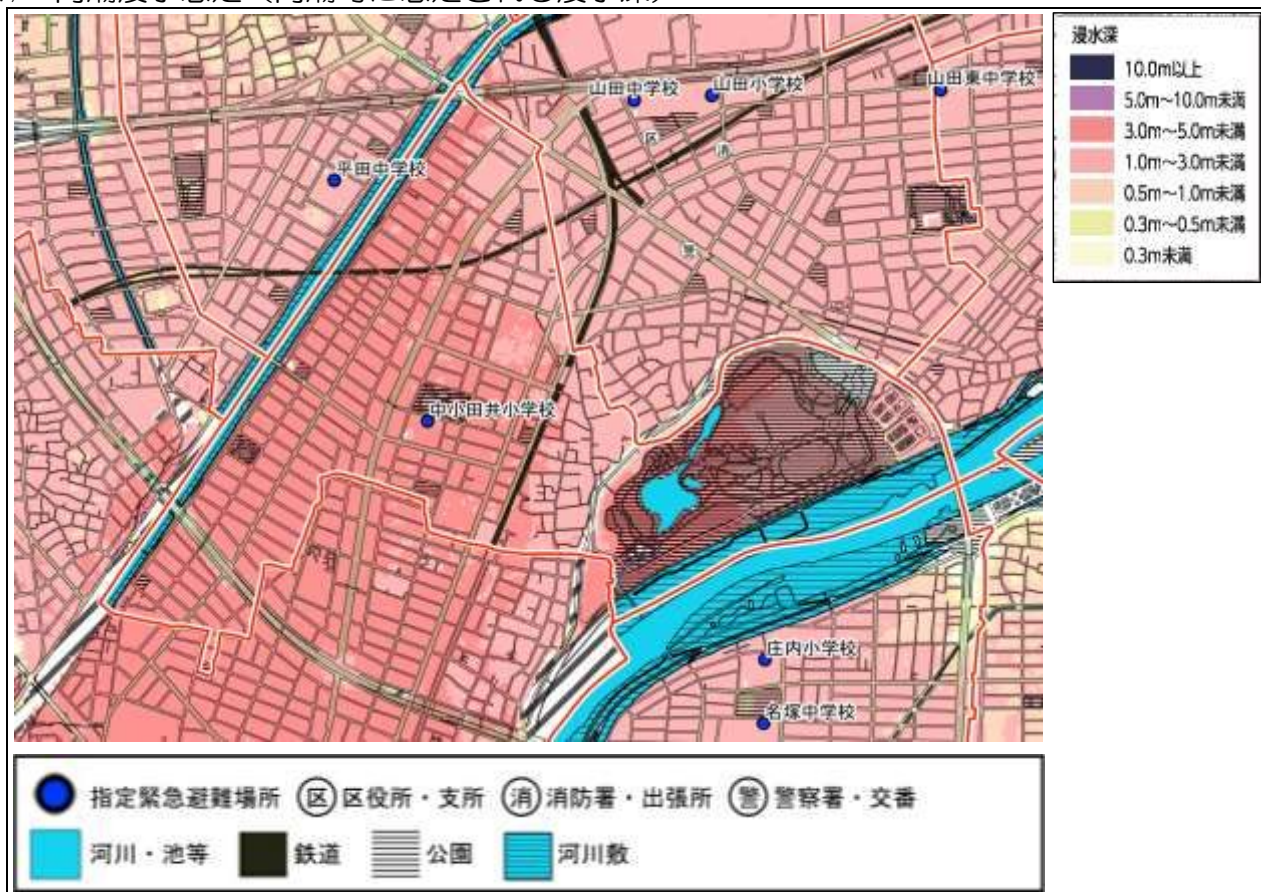 山田中学校
山田小学校
山田東中学校
区
消
平田中学校
警
中小田井小学校
庄内小学校
名塚中学校
浸水深
10.0m以上
5.0m〜10.0m未満
3.0m〜5.0m未満
1.0m〜3.0m未満
0.5m〜1.0m未満
0.3m〜0.5m未満
0.3m未満
指定緊急避難場所 区 区役所・支所 消 消防署・出張所 警 警察署・交番
河川・池等 鉄道 公園 河川敷